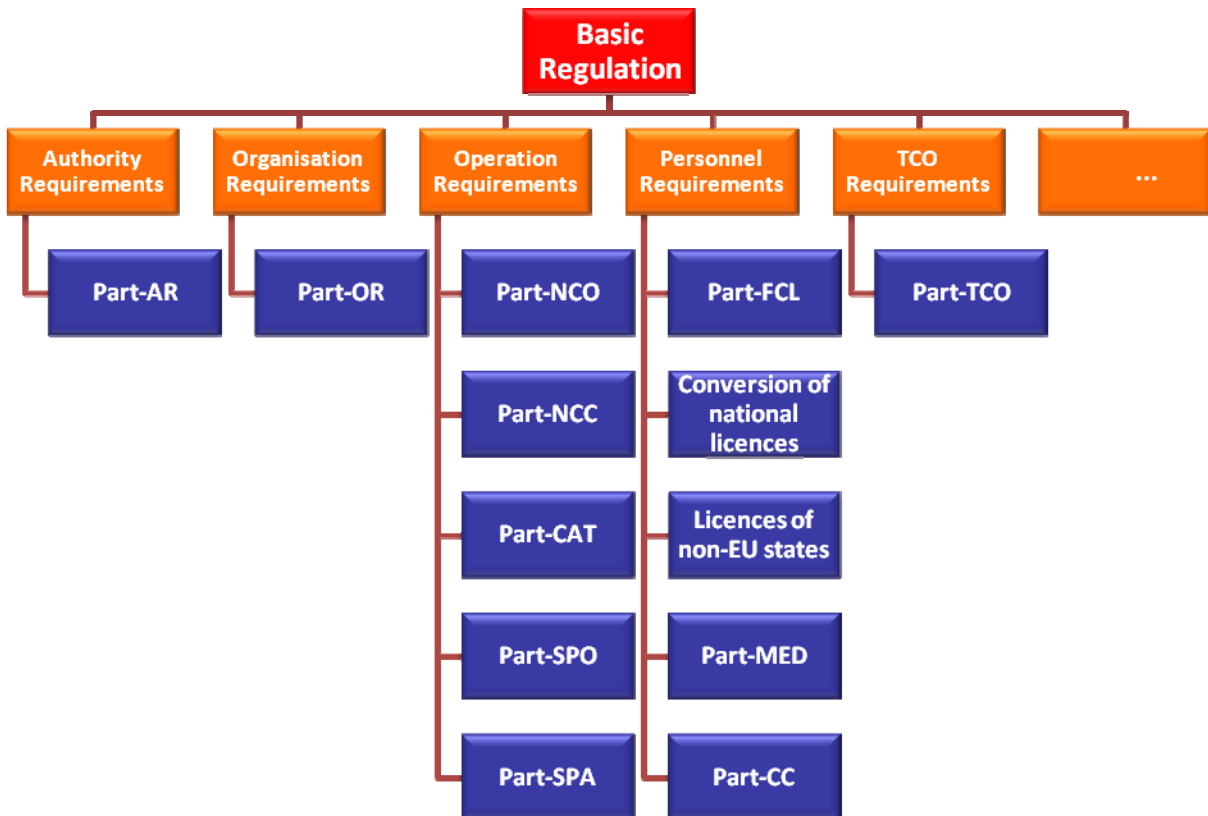 Basic
Regulation
Authority
Requirements
Organisation
Requirements
Operation
Requirements
Personnel
Requirements
TCO
Requirements
...
Part-AR
Part-OR
Part-NCO
Part-NCC
Part-CAT
Part-SPO
Part-SPA
Part-FCL
Conversion of
national
licences
Licences of
non-EU states
Part-MED
Part-CC
Part-TCO